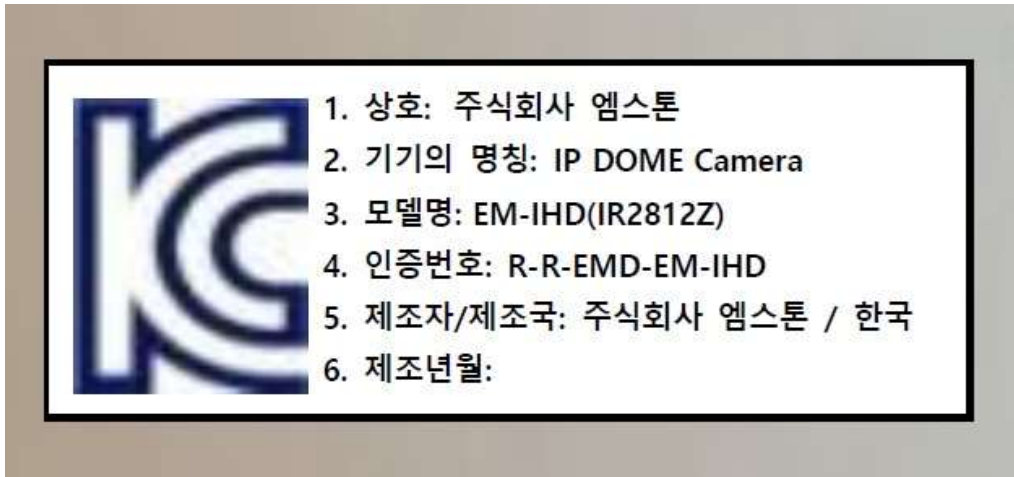 1. 상호: 주식회사 엠스톤
2. 기기의 명칭: IP DOME Camera
3. 모델명: EM-IHD(IR2812Z)
4. 인증번호: R-R-EMD-EM-IHD
5. 제조자/제조국: 주식회사 엠스톤 / 한국
6. 제조년월: